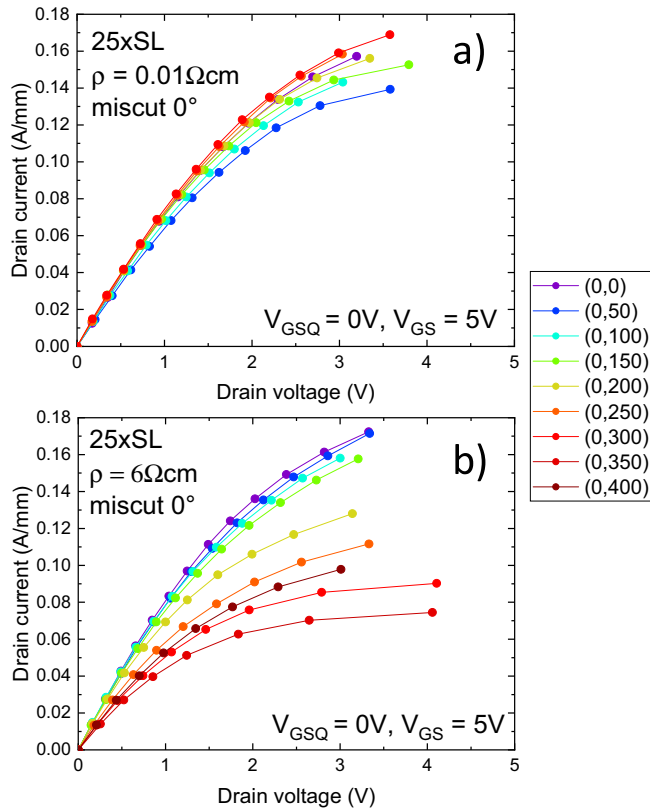 25xSL
ρ = 0.01Ωcm
miscut 0°
a)
V_GSQ = 0V, V_GS = 5V
Drain current (A/mm)
0.18
0.16
0.14
0.12
0.10
0.08
0.06
0.04
0.02
0.00
0 1 2 3 4 5
Drain voltage (V)
25xSL
ρ = 6Ωcm
miscut 0°
b)
V_GSQ = 0V, V_GS = 5V
Drain current (A/mm)
0.18
0.16
0.14
0.12
0.10
0.08
0.06
0.04
0.02
0.00
0 1 2 3 4 5
Drain voltage (V)
(0,0)
(0,50)
(0,100)
(0,150)
(0,200)
(0,250)
(0,300)
(0,350)
(0,400)